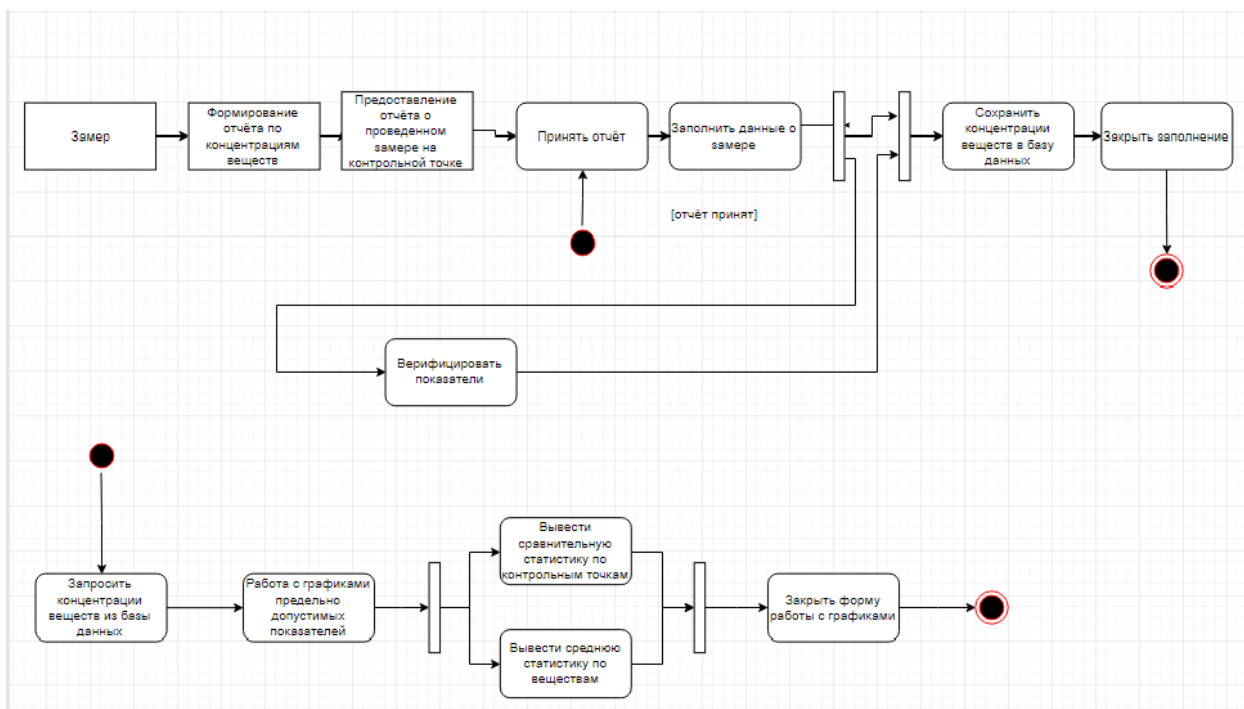 Замер
Формирование
отчёта по
концентрациям
веществ
Предоставление
отчёта о
проведенном
замере на
контрольной точке
Принять отчёт
Заполнить данные о
замере
Сохранить
концентрации
веществ в базу
данных
Закрыть заполнение
[отчёт принят]
Верифицировать
показатели
Запросить
концентрации
веществ из базы
данных
Работа с графиками
предельно
допустимых
показателей
Вывести
сравнительную
статистику по
контрольным точкам
Вывести среднюю
статистику по
веществам
Закрыть форму
работы с графиками